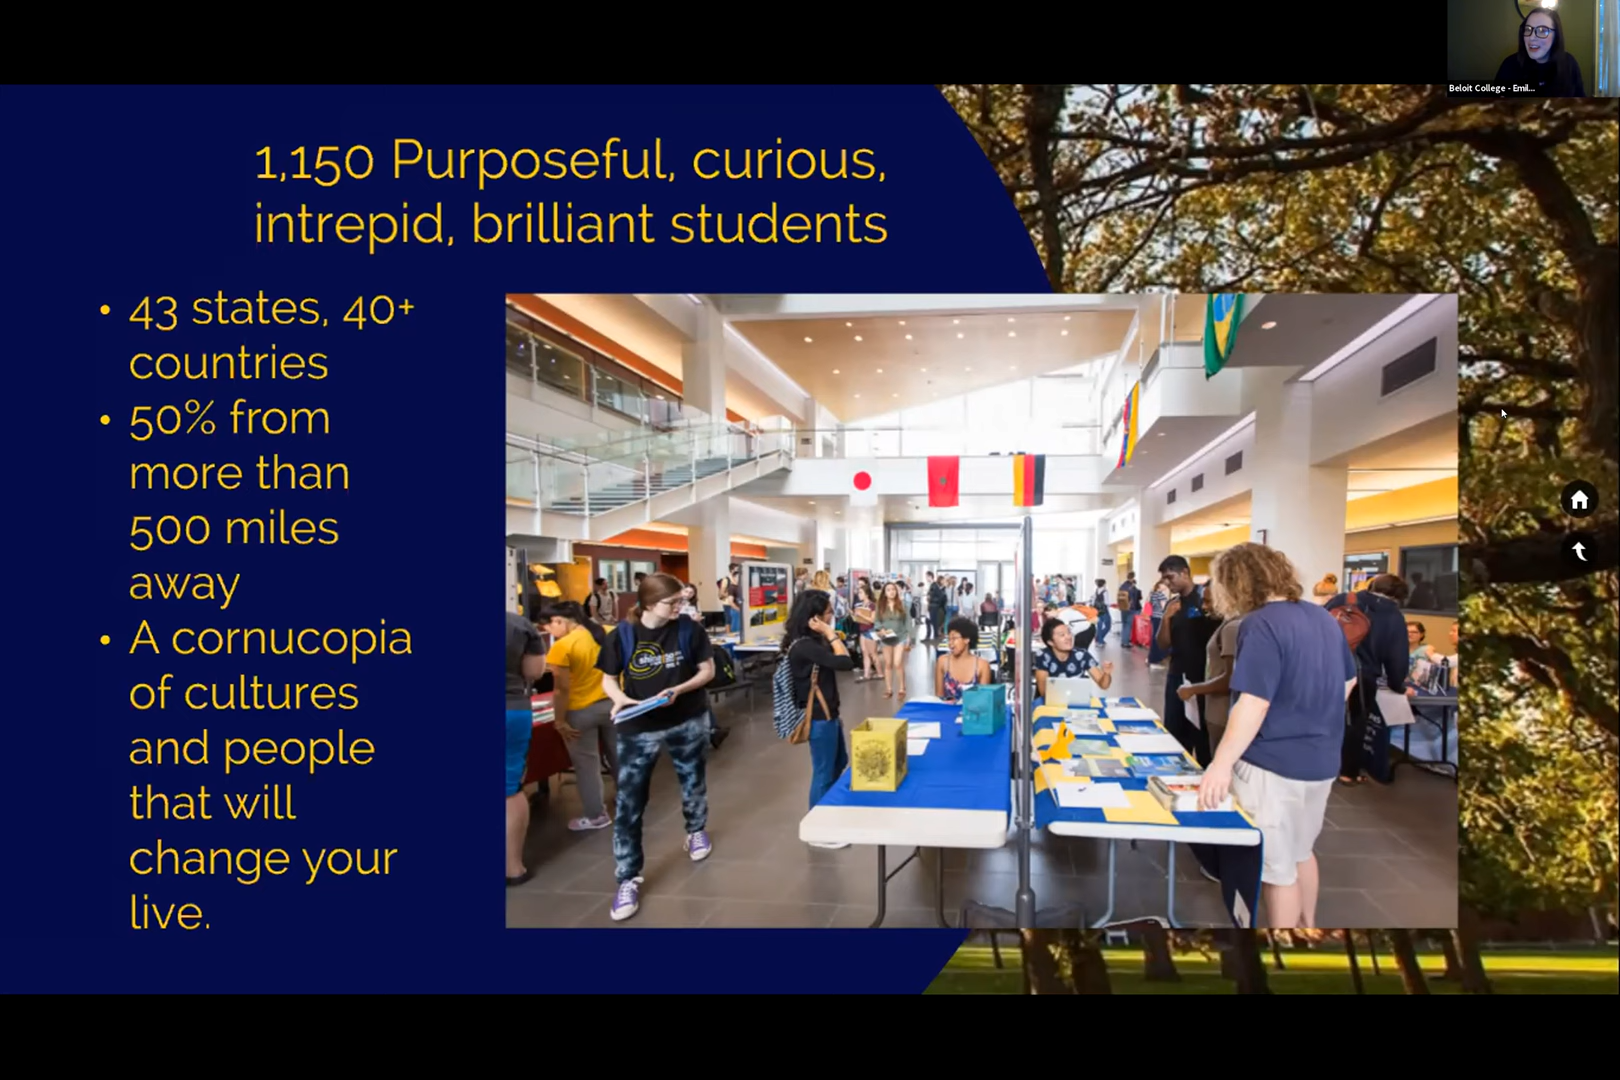 Beloit College - Emil...
1,150 Purposeful, curious,
intrepid, brilliant students
• 43 states, 40+
countries
• 50% from
more than
500 miles
away
• A cornucopia
of cultures
and people
that will
change your
live.